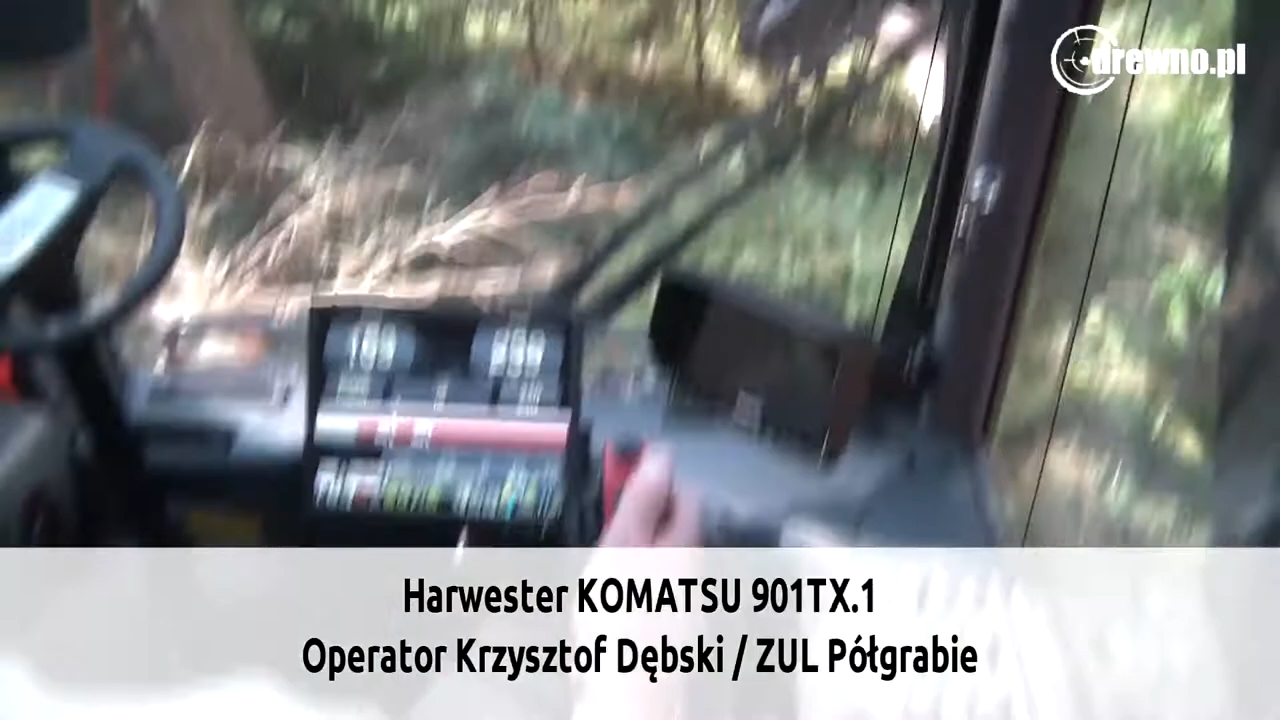 drewno.pl
Harwester KOMATSU 901TX.1
Operator Krzysztof Dębski / ZUL Półgrabie